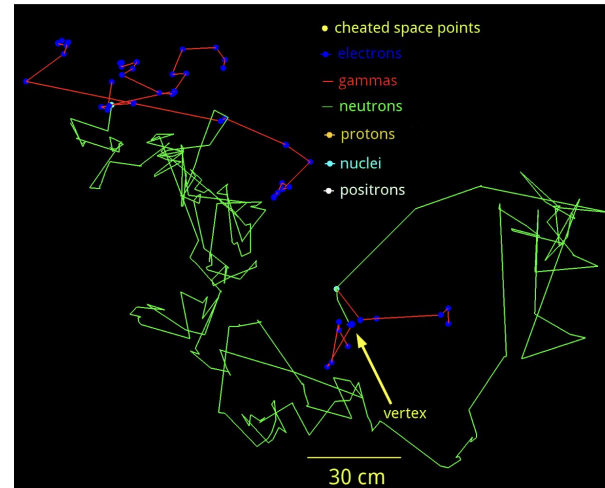 cheated space points
electrons
gammas
neutrons
protons
nuclei
positrons
vertex
30 cm